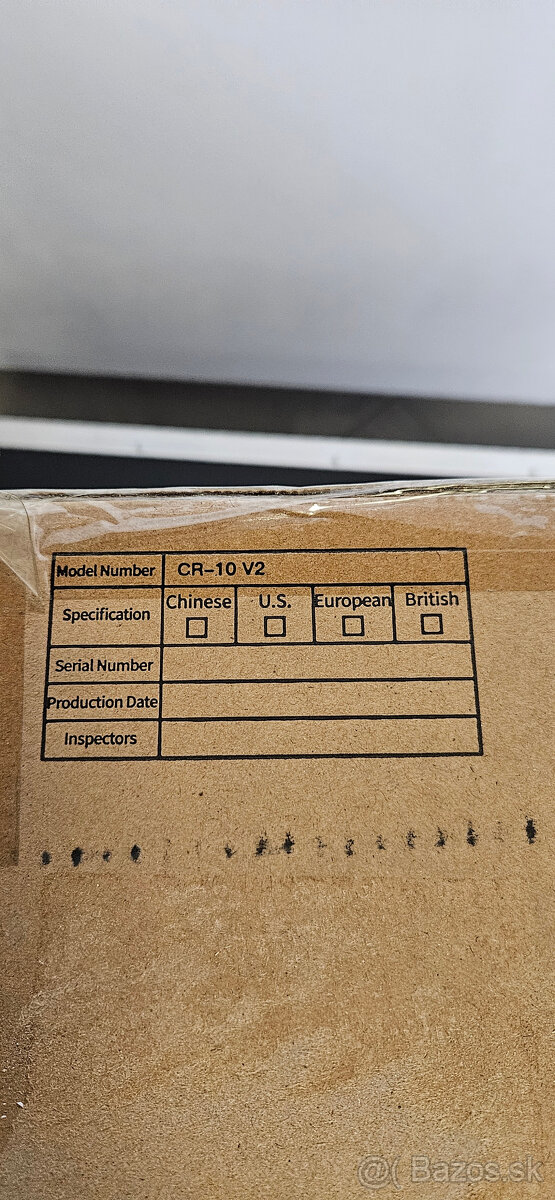 Model Number CR-10 V2
Specification Chinese U.S. European British
Serial Number
Production Date
Inspectors
@( Bazos.sk